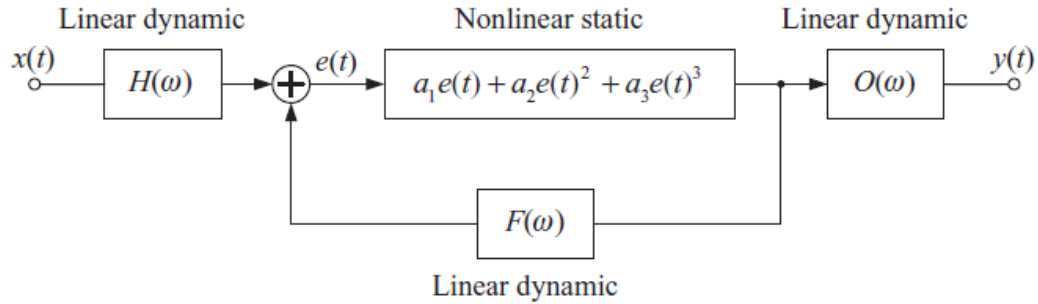 Linear dynamic
Nonlinear static
Linear dynamic
x(t)
H(ω)
+
e(t)
a₁e(t) + a₂e(t)² + a₃e(t)³
O(ω)
y(t)
F(ω)
Linear dynamic